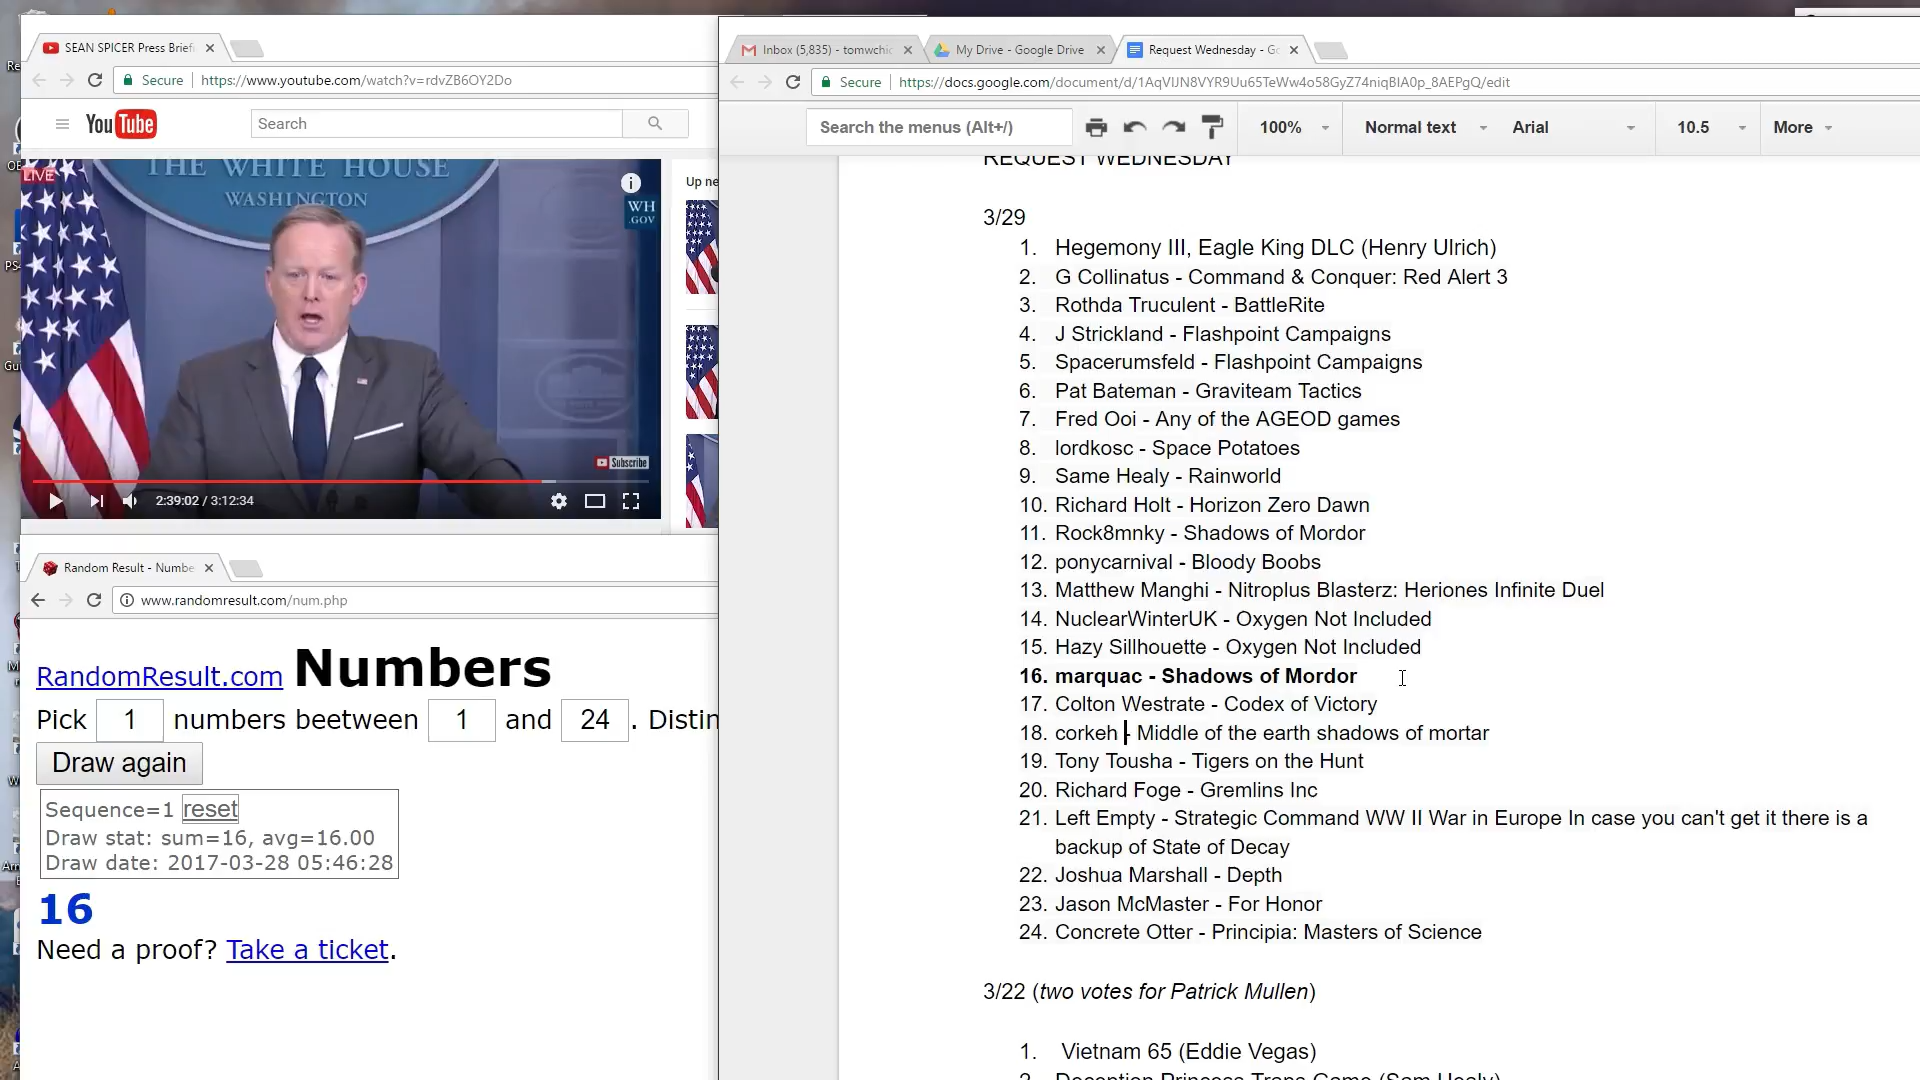 SEAN SPICER Press Briefi
Secure https://www.youtube.com/watch?v=rdvZB6OY2Do
YouTube
Search
THE WHITE HOUSE
WASHINGTON
LIVE
WH
.GOV
Up ne
Subscribe
2:39:02 / 3:12:34
Random Result - Numbe
www.randomresult.com/num.php
RandomResult.com Numbers
Pick 1 numbers beetween 1 and 24 . Distin
Draw again
Sequence=1 reset
Draw stat: sum=16, avg=16.00
Draw date: 2017-03-28 05:46:28
16
Need a proof? Take a ticket.
Inbox (5,835) - tomwchic
My Drive - Google Drive
Request Wednesday - Go
Secure https://docs.google.com/document/d/1AqVIJN8VYR9Uu65TeWw4o58GyZ74niqBIA0p_8AEPgQ/edit
Search the menus (Alt+/)
100%
Normal text
Arial
10.5
More
REQUEST WEDNESDAY
3/29
1. Hegemony III, Eagle King DLC (Henry Ulrich)
2. G Collinatus - Command & Conquer: Red Alert 3
3. Rothda Truculent - BattleRite
4. J Strickland - Flashpoint Campaigns
5. Spacerumsfeld - Flashpoint Campaigns
6. Pat Bateman - Graviteam Tactics
7. Fred Ooi - Any of the AGEOD games
8. lordkosc - Space Potatoes
9. Same Healy - Rainworld
10. Richard Holt - Horizon Zero Dawn
11. Rock8mnky - Shadows of Mordor
12. ponycarnival - Bloody Boobs
13. Matthew Manghi - Nitroplus Blasterz: Heriones Infinite Duel
14. NuclearWinterUK - Oxygen Not Included
15. Hazy Sillhouette - Oxygen Not Included
16. marquac - Shadows of Mordor
17. Colton Westrate - Codex of Victory
18. corkeh - Middle of the earth shadows of mortar
19. Tony Tousha - Tigers on the Hunt
20. Richard Foge - Gremlins Inc
21. Left Empty - Strategic Command WW II War in Europe In case you can't get it there is a
backup of State of Decay
22. Joshua Marshall - Depth
23. Jason McMaster - For Honor
24. Concrete Otter - Principia: Masters of Science
3/22 (two votes for Patrick Mullen)
1. Vietnam 65 (Eddie Vegas)
2. Deception Princess Trans Game (Sam Healy)